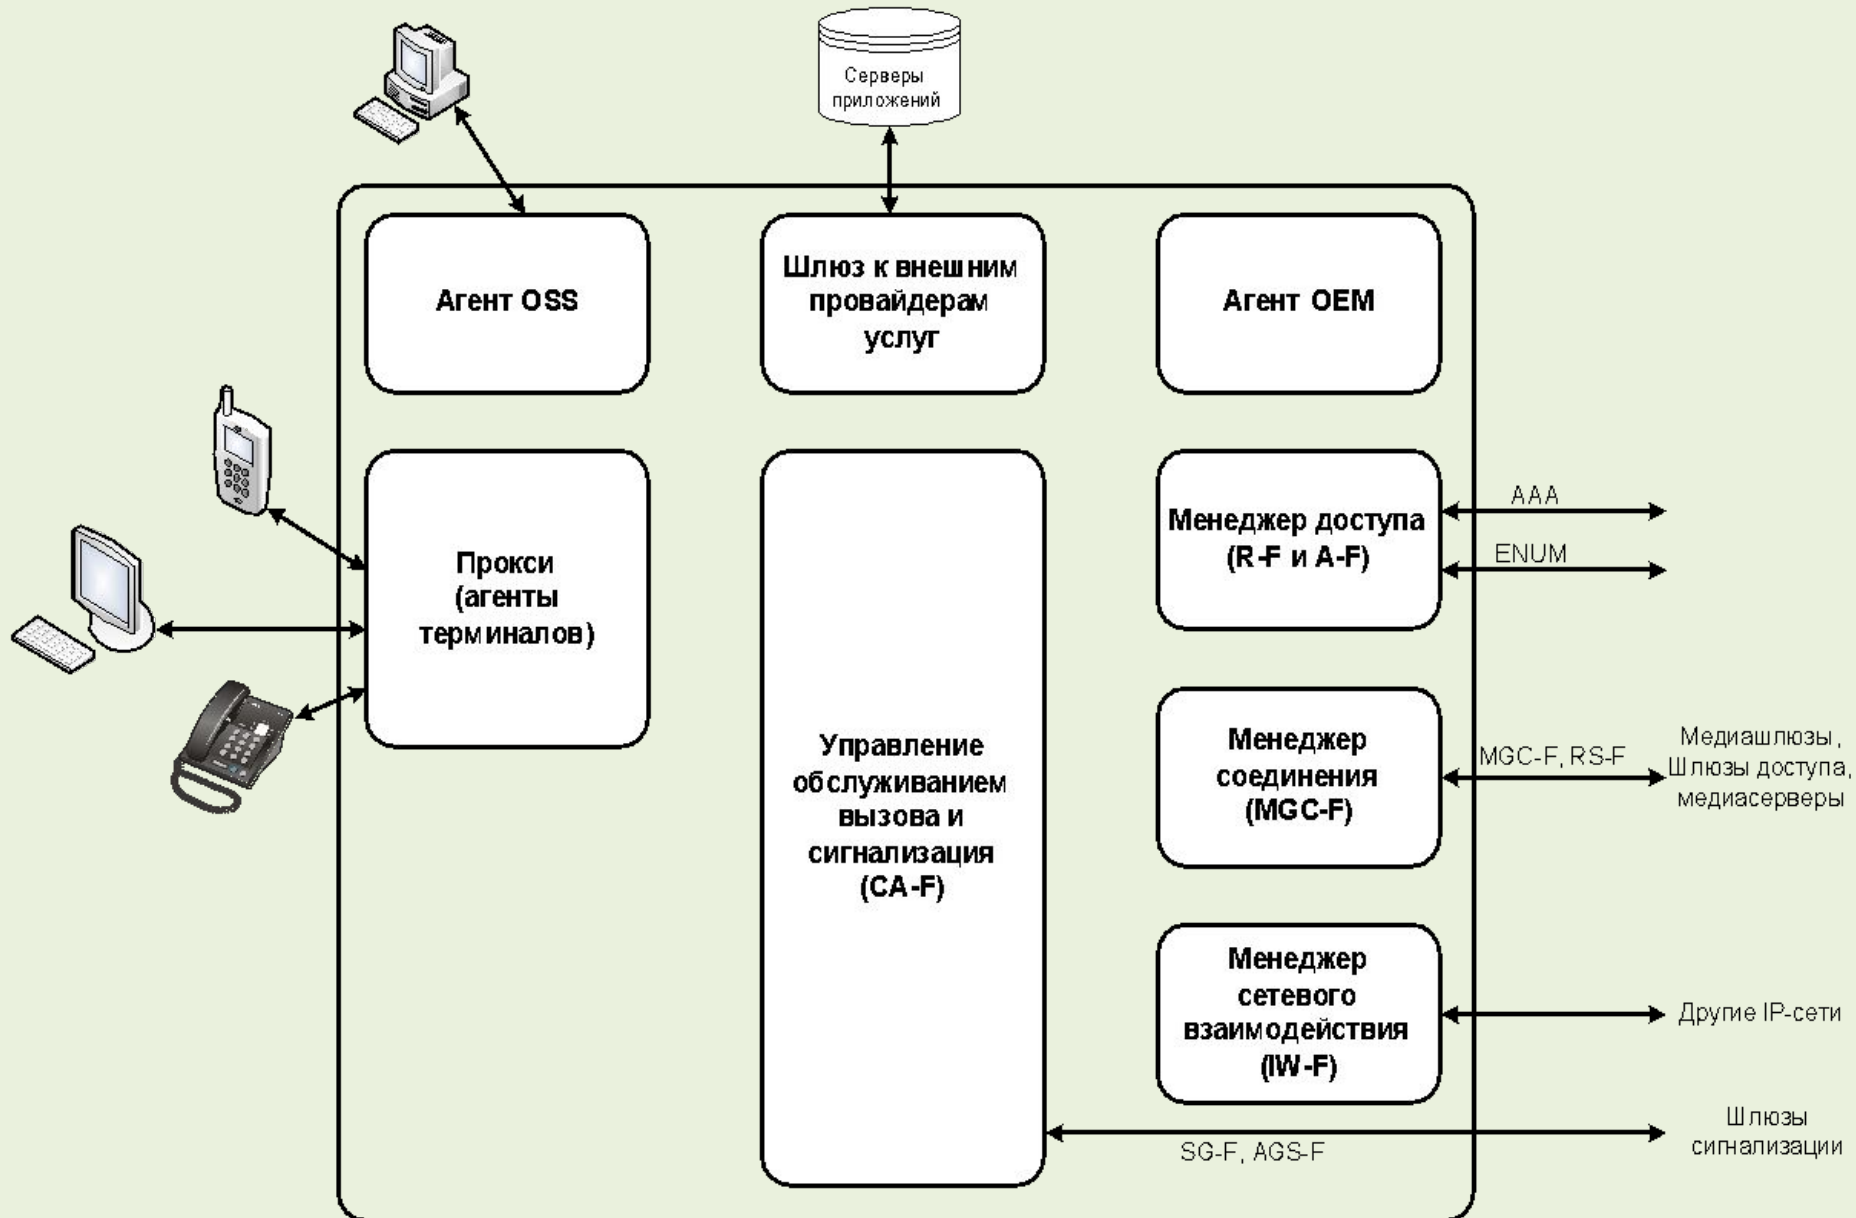 Серверы
приложений
Агент OSS
Шлюз к внешним
провайдерам
услуг
Агент OEM
Прокси
(агенты
терминалов)
Управление
обслуживанием
вызова и
сигнализация
(CA-F)
Менеджер доступа
(R-F и A-F)
AAA
ENUM
Менеджер
соединения
(MGC-F)
MGC-F, RS-F
Медиашлюзы,
Шлюзы доступа,
медиасерверы
Менеджер
сетевого
взаимодействия
(IW-F)
Другие IP-сети
SG-F, AGS-F
Шлюзы
сигнализации